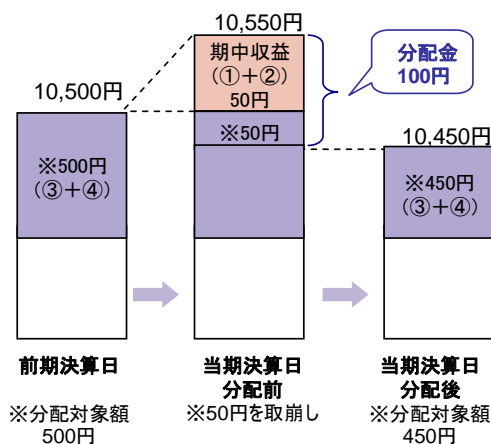 10,550円
期中収益
(①+②)
50円
分配金
100円
10,500円
※50円
10,450円
※500円
(③+④)
※450円
(③+④)
前期決算日
当期決算日
分配前
当期決算日
分配後
※分配対象額
500円
※50円を取崩し
※分配対象額
450円